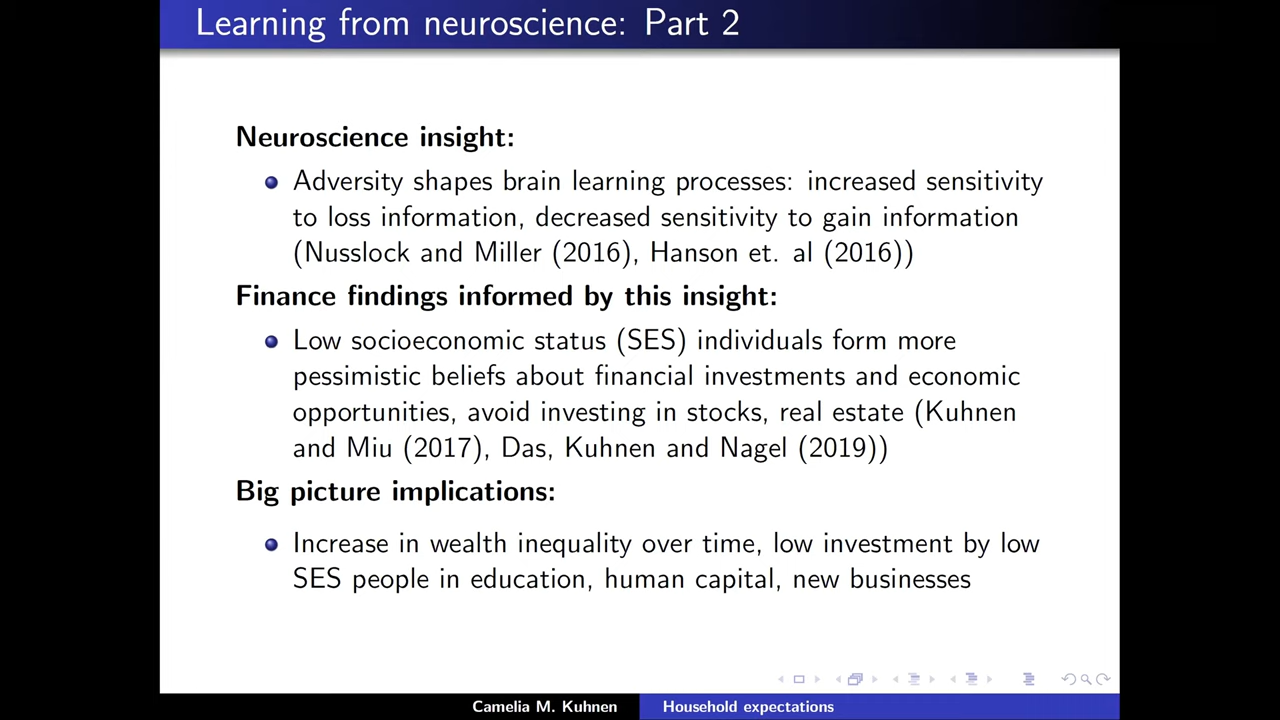 Learning from neuroscience: Part 2
Neuroscience insight:
Adversity shapes brain learning processes: increased sensitivity
to loss information, decreased sensitivity to gain information
(Nusslock and Miller (2016), Hanson et. al (2016))
Finance findings informed by this insight:
Low socioeconomic status (SES) individuals form more
pessimistic beliefs about financial investments and economic
opportunities, avoid investing in stocks, real estate (Kuhnen
and Miu (2017), Das, Kuhnen and Nagel (2019))
Big picture implications:
Increase in wealth inequality over time, low investment by low
SES people in education, human capital, new businesses
Camelia M. Kuhnen
Household expectations